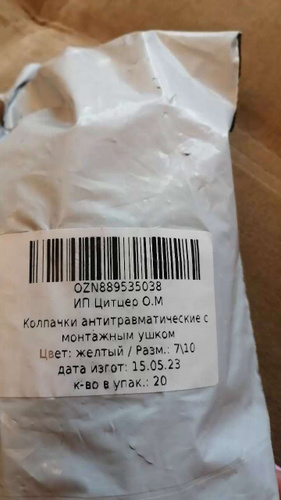 OZN889535038
ИП Цитцер О.М
Колпачки антитравматические с
монтажным ушком
Цвет: желтый / Разм.: 7\10
дата изгот: 15.05.23
к-во в упак.: 20